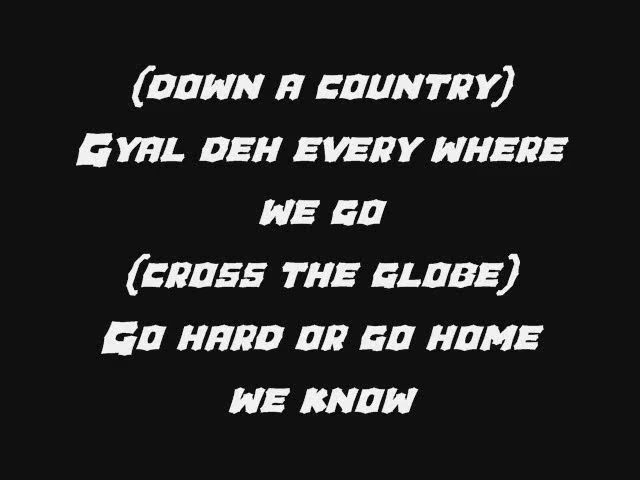 (down a country)
Gyal deh every where
we go
(cross the globe)
Go hard or go home
we know